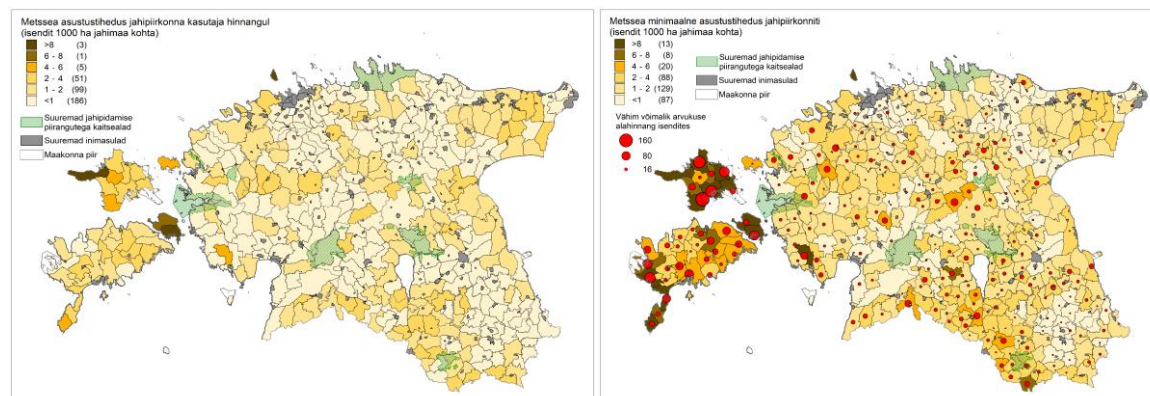 Metssea asustustihedus jahipiirkonna kasutaja hinnangul
(isendit 1000 ha jahimaa kohta)
>8 (3)
6 - 8 (1)
4 - 6 (5)
2 - 4 (51)
1 - 2 (99)
<1 (186)
Suuremad jahipidamise
piirangutega kaitsealad
Suuremad inimasulad
Maakonna piir
Metssea minimaalne asustustihedus jahipiirkonniti
(isendit 1000 ha jahimaa kohta)
>8 (13)
6 - 8 (8)
4 - 6 (20)
2 - 4 (88)
1 - 2 (129)
<1 (87)
Suuremad jahipidamise
piirangutega kaitsealad
Suuremad inimasulad
Maakonna piir
Vähim võimalik arvukuse
alahinnang isendites
160
80
16